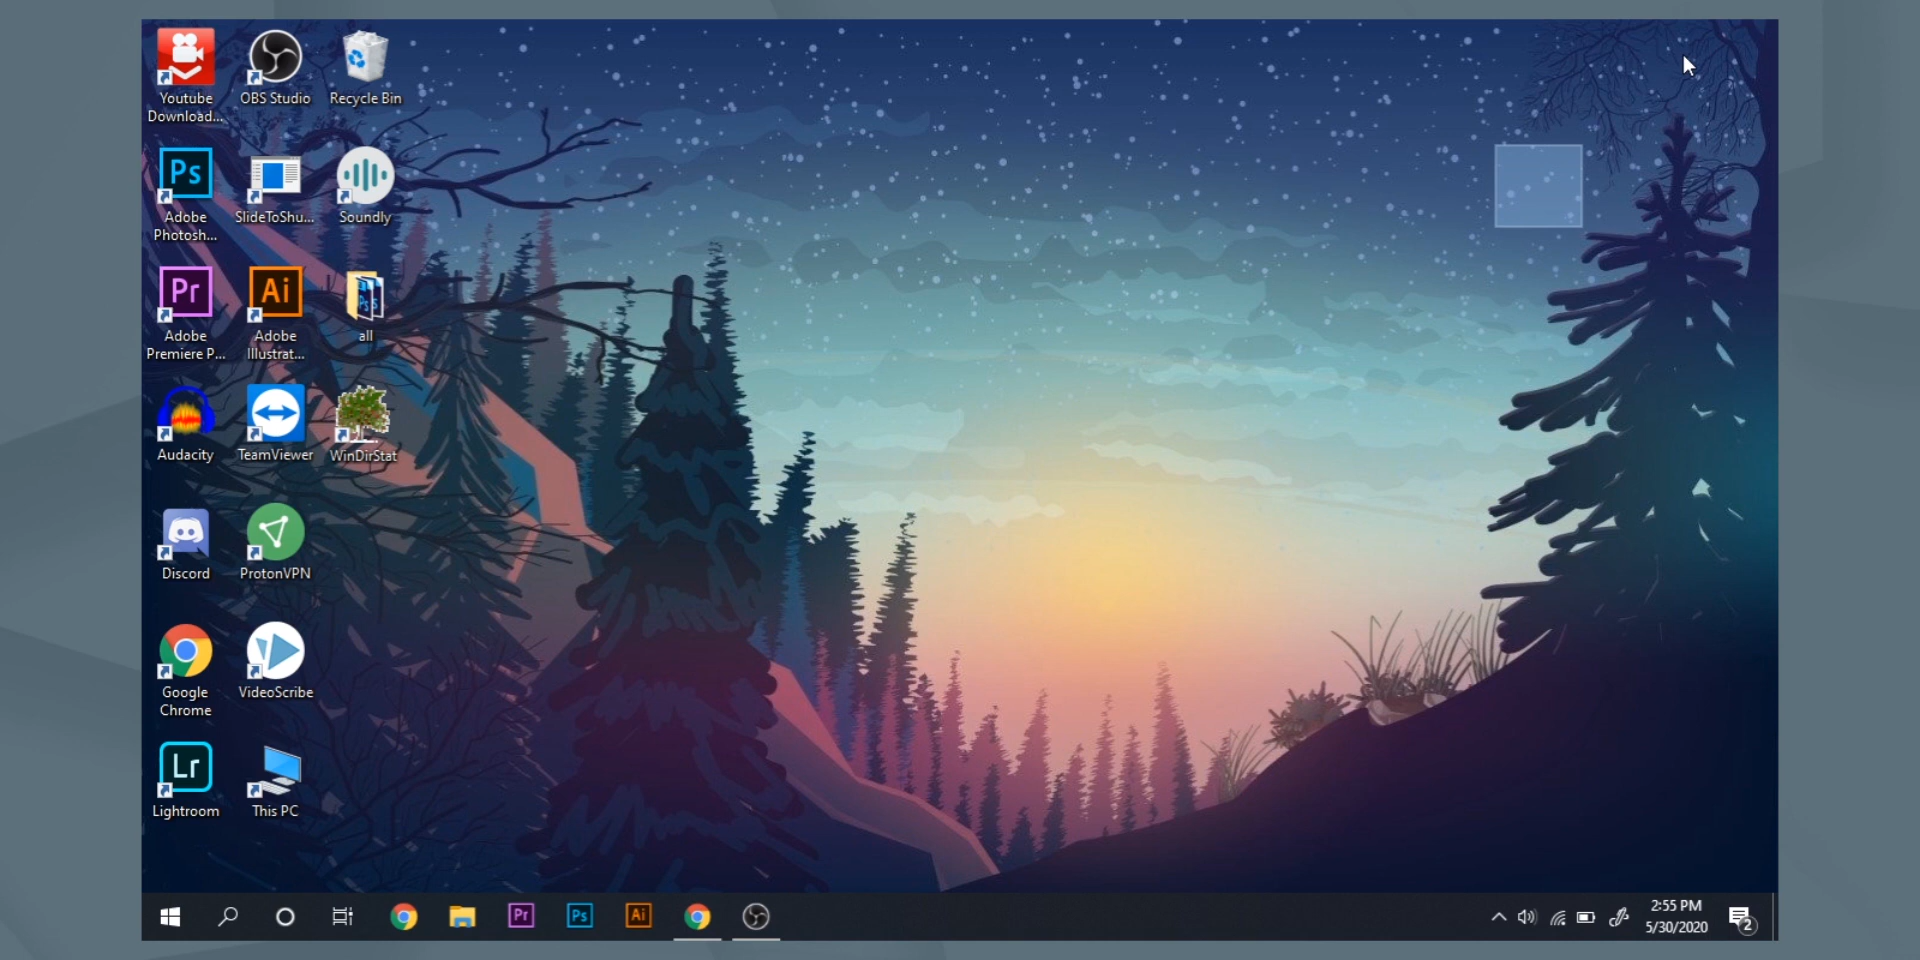 Youtube
Download...
OBS Studio
Recycle Bin
Ps
Adobe
Photosh...
SlideToShu...
Soundly
Pr
Adobe
Premiere P...
Ai
Adobe
Illustrat...
all
Audacity
TeamViewer
WinDirStat
Discord
ProtonVPN
Google
Chrome
VideoScribe
Lr
Lightroom
This PC
Pr
Ps
Ai
2:55 PM
5/30/2020
2